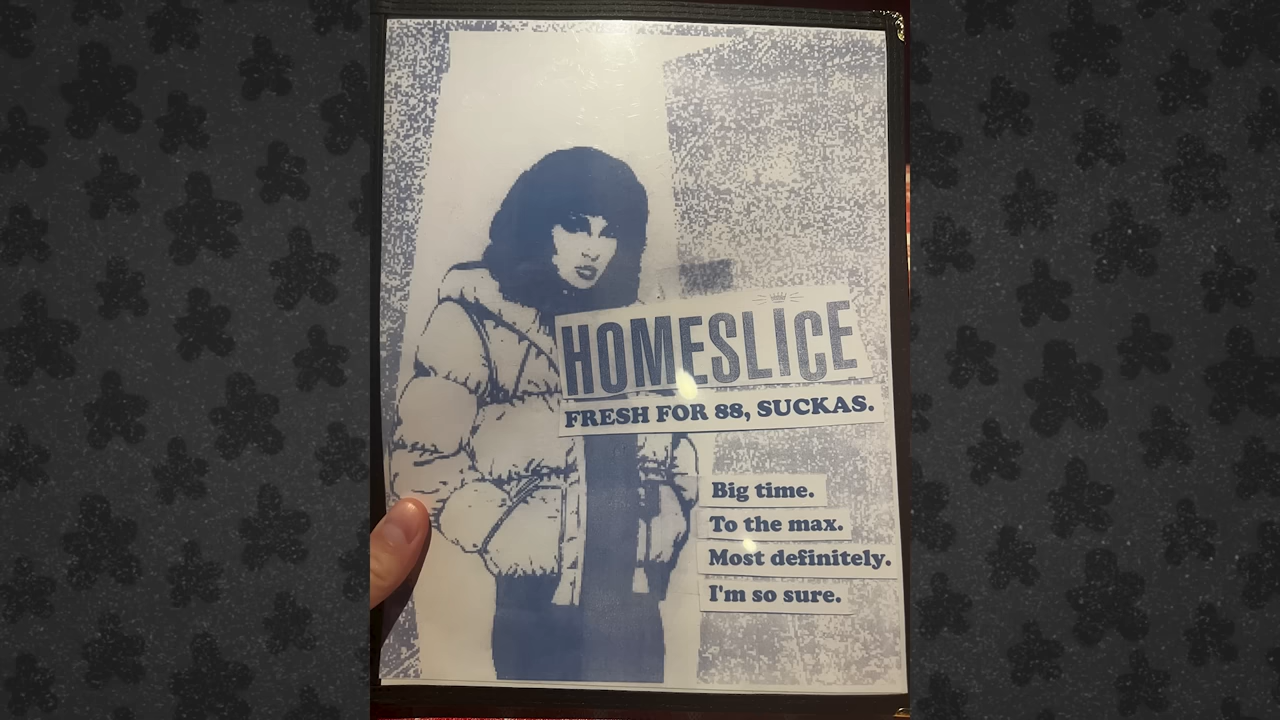 HOMESLICE
FRESH FOR 88, SUCKAS.
Big time.
To the max.
Most definitely.
I'm so sure.